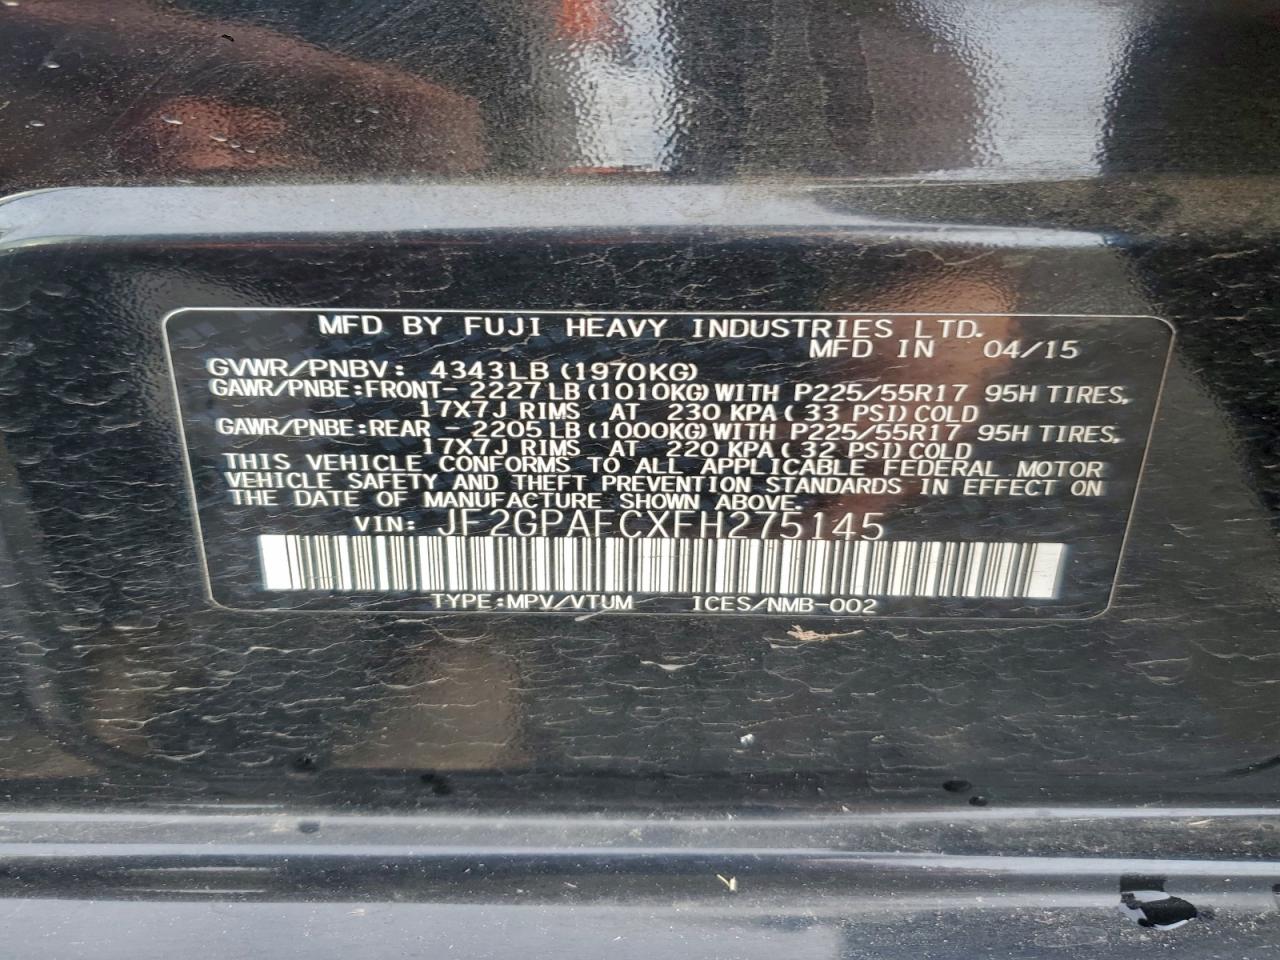 MFD BY FUJI HEAVY INDUSTRIES LTD.
MFD IN 04/15
GVWR/PNBV: 4343LB(1970KG)
GAWR/PNBE:FRONT-2227LB(1010KG)WITH P225/55R17 95H TIRES,
17X7J RIMS AT 230KPA(33 PSI)COLD
GAWR/PNBE:REAR -2205LB(1000KG)WITH P225/55R17 95H TIRES,
17X7J RIMS AT 220KPA(32 PSI)COLD
THIS VEHICLE CONFORMS TO ALL APPLICABLE FEDERAL MOTOR
VEHICLE SAFETY AND THEFT PREVENTION STANDARDS IN EFFECT ON
THE DATE OF MANUFACTURE SHOWN ABOVE.
VIN: JF2GPAFCXFH275145
TYPE:MPV/VTUM ICES/NMB-002